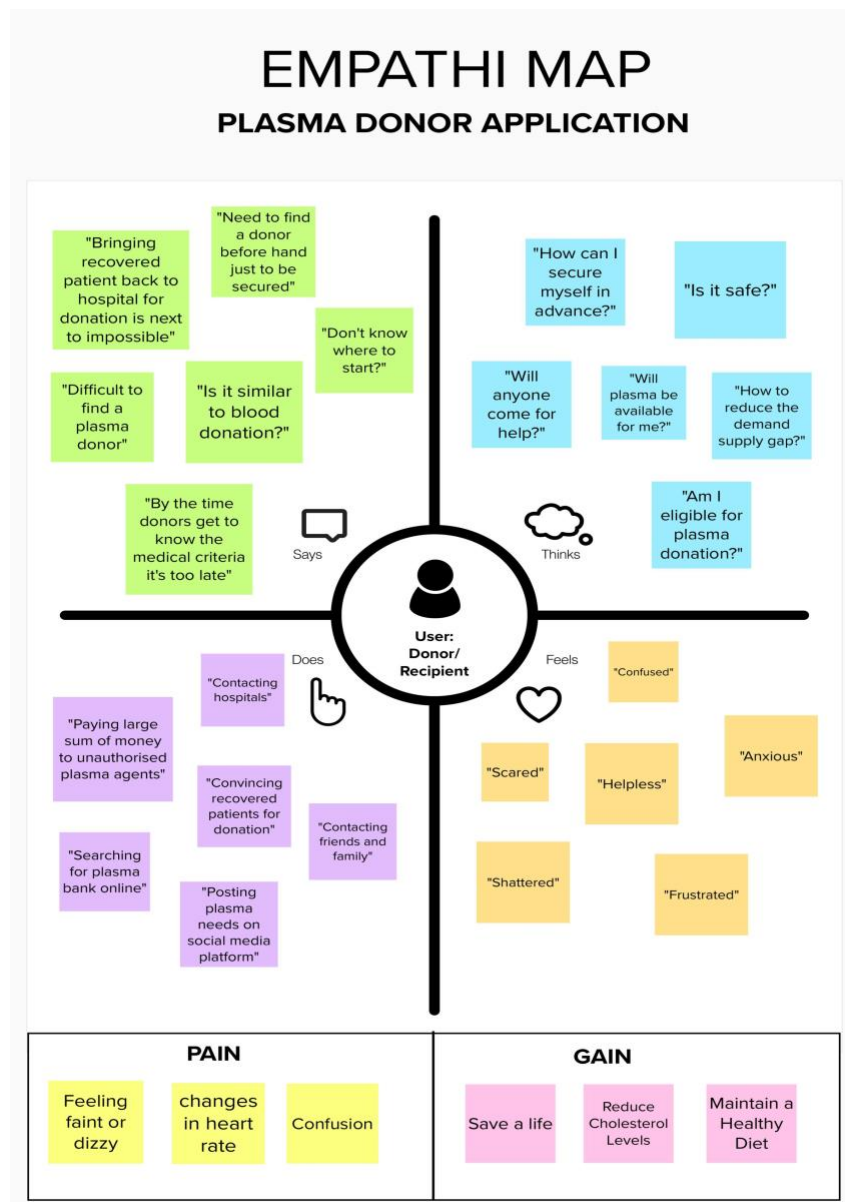 EMPATHI MAP
PLASMA DONOR APPLICATION
"Bringing
recovered
patient back to
hospital for
donation is next
to impossible"
"Need to find
a donor
before hand
just to be
secured"
"Don't know
where to
start?"
"Difficult to
find a
plasma
donor"
"Is it similar
to blood
donation?"
"By the time
donors get to
know the
medical criteria
it's too late"
Says
"How can I
secure
myself in
advance?"
"Is it safe?"
"Will
anyone
come for
help?"
"Will
plasma be
available
for me?"
"How to
reduce the
demand
supply gap?"
"Am I
eligible for
plasma
donation?"
Thinks
User:
Donor/
Recipient
Does
"Contacting
hospitals"
"Paying large
sum of money
to unauthorised
plasma agents"
"Convincing
recovered
patients for
donation"
"Contacting
friends and
family"
"Searching
for plasma
bank online"
"Posting
plasma
needs on
social media
platform"
Feels
"Confused"
"Scared"
"Helpless"
"Anxious"
"Shattered"
"Frustrated"
PAIN
Feeling
faint or
dizzy
changes
in heart
rate
Confusion
GAIN
Save a life
Reduce
Cholesterol
Levels
Maintain a
Healthy
Diet